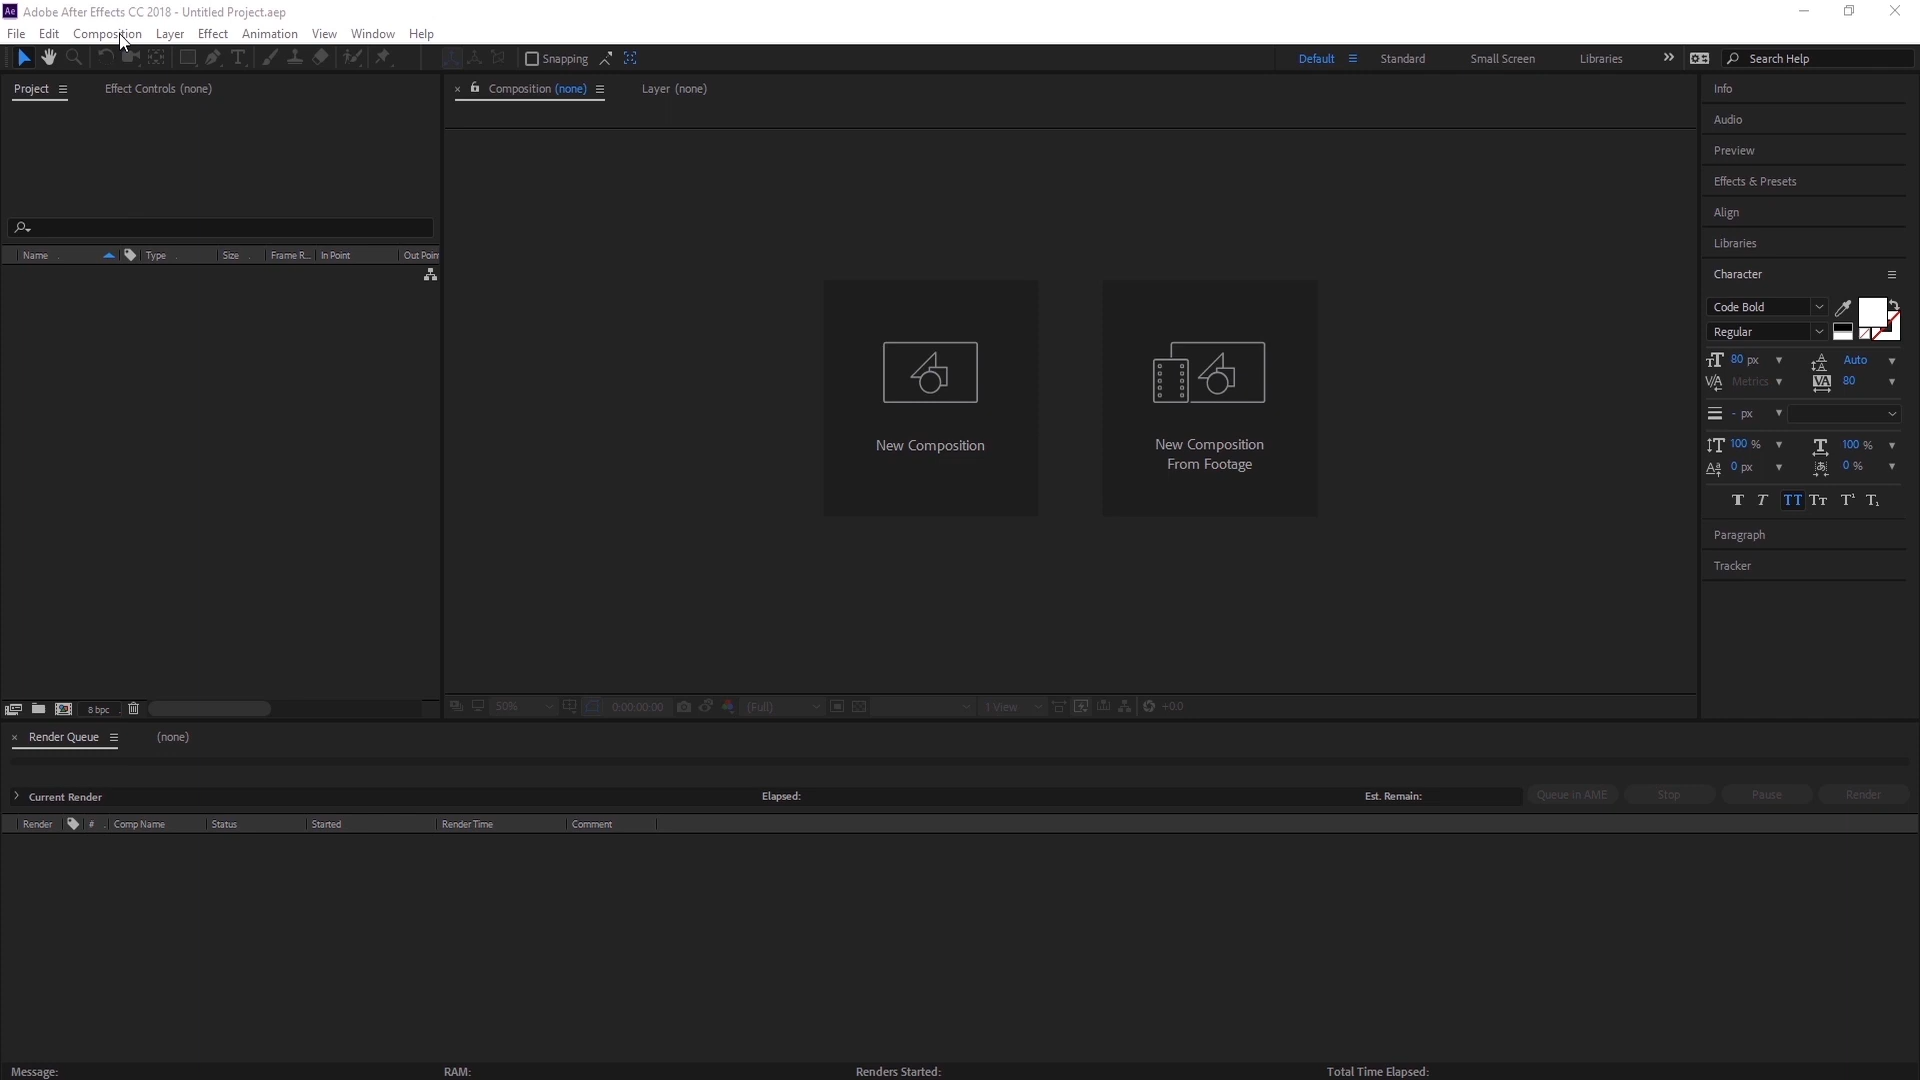 Ae Adobe After Effects CC 2018 - Untitled Project.aep
File Edit Composition Layer Effect Animation View Window Help
Snapping Default Standard Small Screen Libraries Search Help
Project Effect Controls (none)
Composition (none) Layer (none)
Name Type Size Frame R... In Point Out Poin
New Composition
New Composition
From Footage
Info
Audio
Preview
Effects & Presets
Align
Libraries
Character
Code Bold
Regular
80 px Auto
Metrics 80
- px
100 % 100 %
0 px 0 %
Paragraph
Tracker
8 bpc
50% 0:00:00:00 (Full) 1 View +0.0
Render Queue (none)
Current Render Elapsed: Est. Remain: Queue in AME Stop Pause Render
Render # Comp Name Status Started Render Time Comment
Message: RAM: Renders Started: Total Time Elapsed: